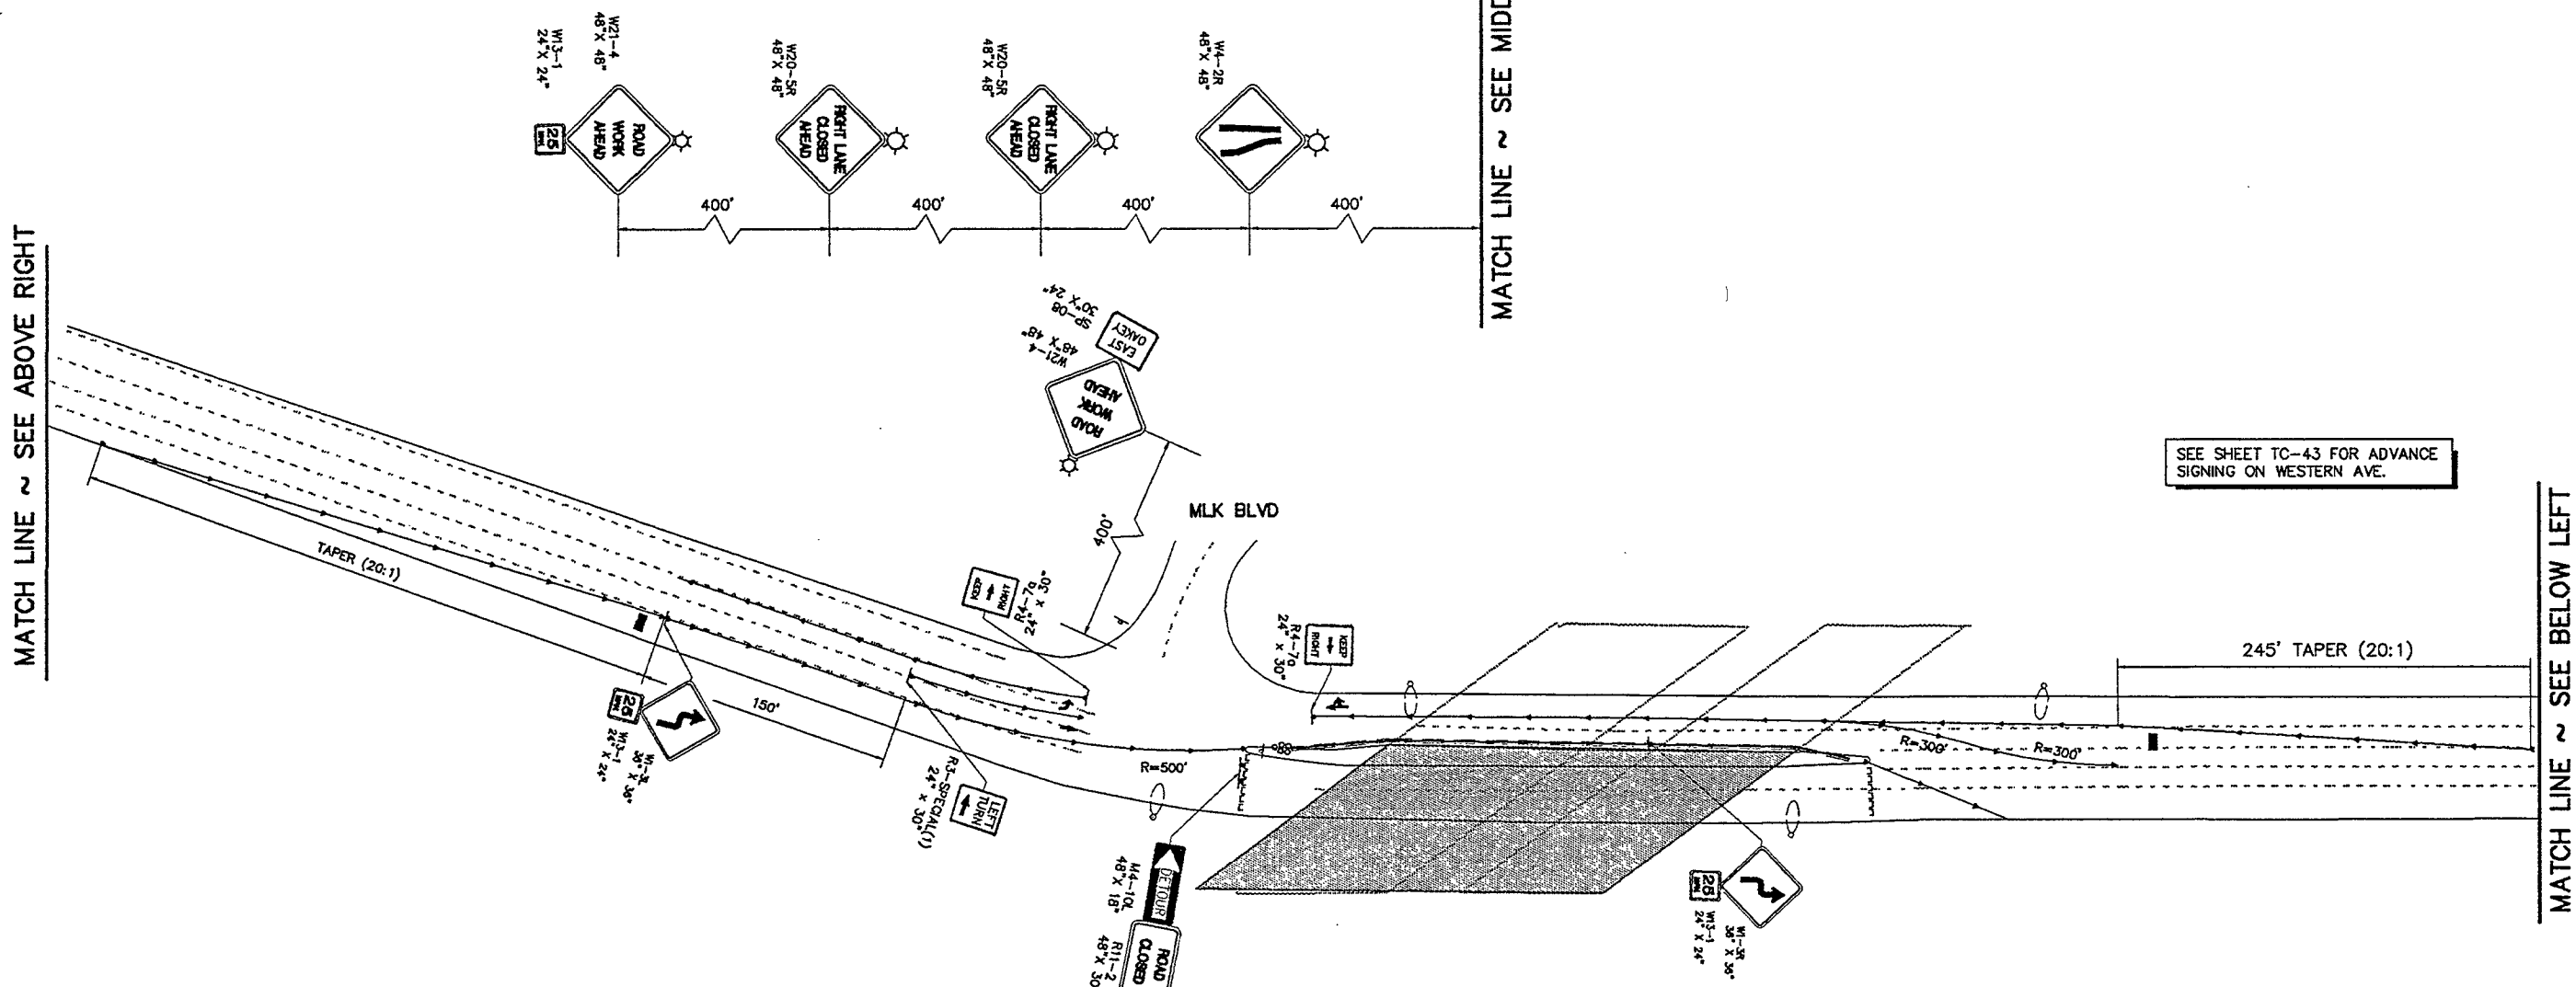 W21-4
48"X 48"
W13-1
24"X 24"
ROAD
WORK
AHEAD
25
MPH
W20-5R
48"X 48"
RIGHT LANE
CLOSED
AHEAD
W20-5R
48"X 48"
RIGHT LANE
CLOSED
AHEAD
W4-2R
48"X 48"
400'
400'
400'
400'
MATCH LINE ~ SEE MIDD
MATCH LINE ~ SEE ABOVE RIGHT
EAST
OAKEY
SP-08
30"X 24"
W21-4
48"X 48"
ROAD
WORK
AHEAD
400'
MLK BLVD
SEE SHEET TC-43 FOR ADVANCE
SIGNING ON WESTERN AVE.
TAPER (20:1)
KEEP
RIGHT
R4-7a
24" x 30"
KEEP
RIGHT
R4-7a
24" x 30"
245' TAPER (20:1)
R=300'
R=300'
R=500'
150'
25
MPH
W1-3L
36" X 36"
W13-1
24" X 24"
LEFT
TURN
R3-SPECIAL(1)
24" x 30"
DETOUR
M4-10L
48"X 18"
ROAD
CLOSED
R11-2
48"X 30
25
MPH
W1-3R
36" X 36"
W13-1
24" X 24"
MATCH LINE ~ SEE BELOW LEFT